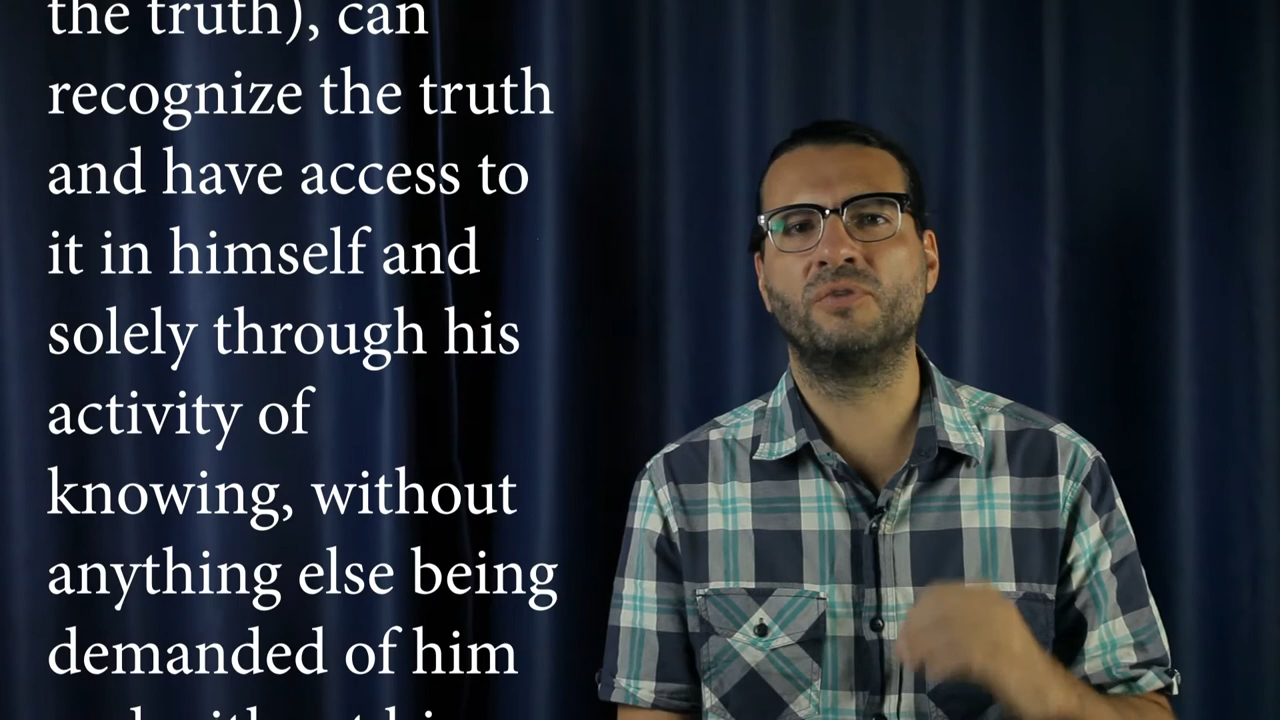 the truth), can
recognize the truth
and have access to
it in himself and
solely through his
activity of
knowing, without
anything else being
demanded of him